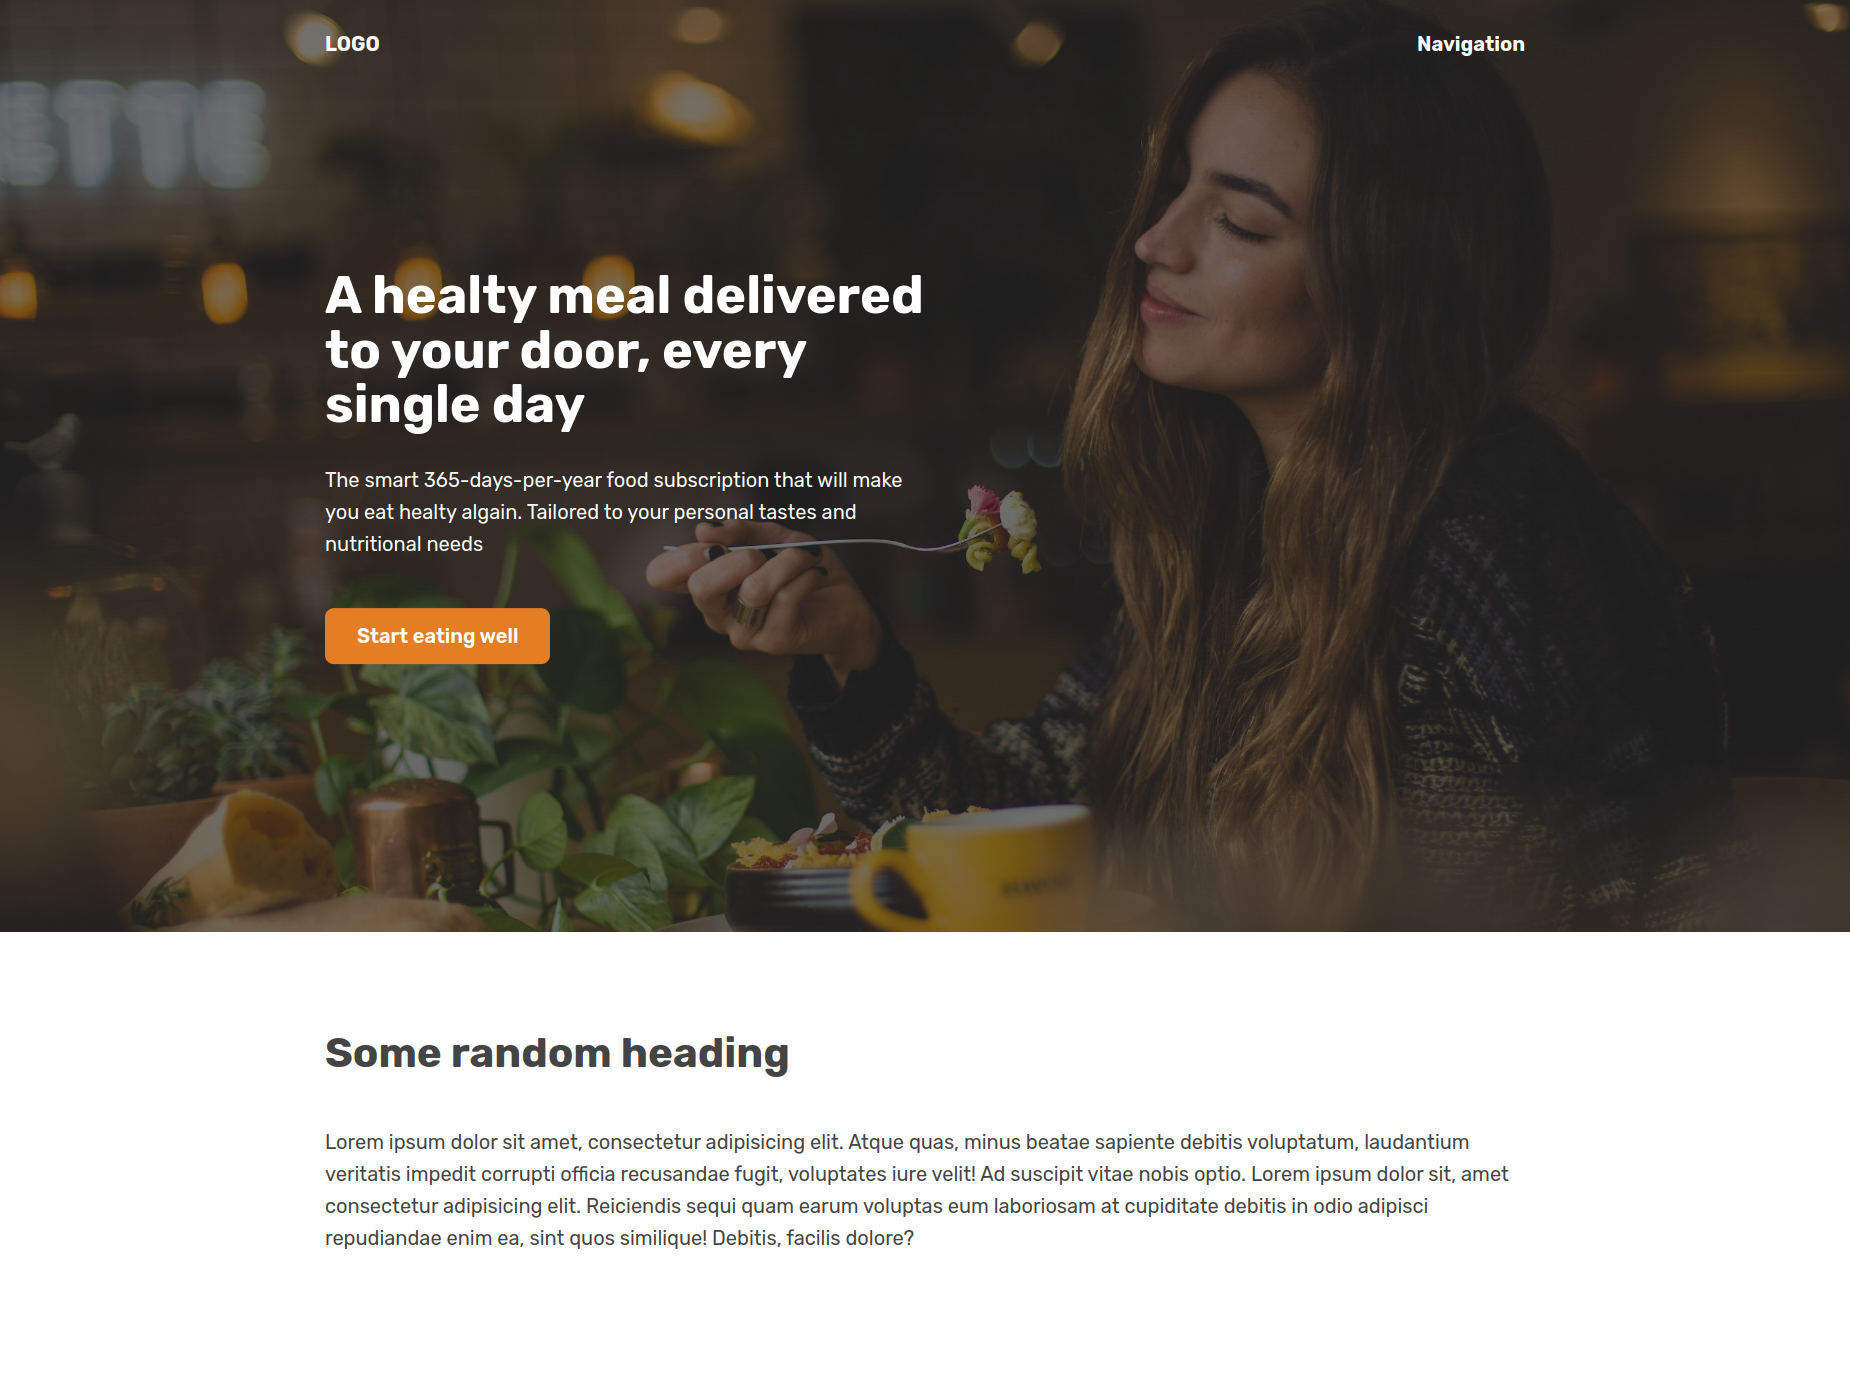 LOGO
Navigation
ETTE
A healty meal delivered
to your door, every
single day
The smart 365-days-per-year food subscription that will make
you eat healty algain. Tailored to your personal tastes and
nutritional needs
Start eating well
Some random heading
Lorem ipsum dolor sit amet, consectetur adipisicing elit. Atque quas, minus beatae sapiente debitis voluptatum, laudantium
veritatis impedit corrupti officia recusandae fugit, voluptates iure velit! Ad suscipit vitae nobis optio. Lorem ipsum dolor sit, amet
consectetur adipisicing elit. Reiciendis sequi quam earum voluptas eum laboriosam at cupiditate debitis in odio adipisci
repudiandae enim ea, sint quos similique! Debitis, facilis dolore?